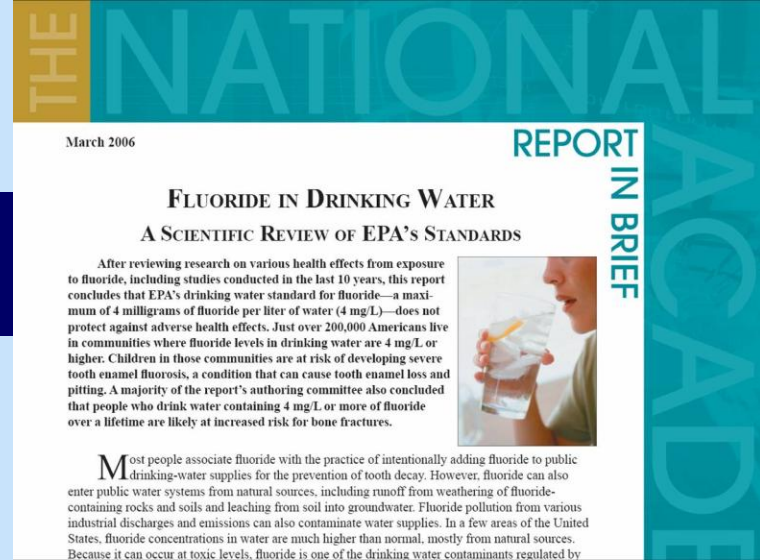 THE
NATIONAL
ACADE
March 2006
REPORT
IN BRIEF
FLUORIDE IN DRINKING WATER
A SCIENTIFIC REVIEW OF EPA'S STANDARDS
After reviewing research on various health effects from exposure
to fluoride, including studies conducted in the last 10 years, this report
concludes that EPA's drinking water standard for fluoride—a maxi-
mum of 4 milligrams of fluoride per liter of water (4 mg/L)—does not
protect against adverse health effects. Just over 200,000 Americans live
in communities where fluoride levels in drinking water are 4 mg/L or
higher. Children in those communities are at risk of developing severe
tooth enamel fluorosis, a condition that can cause tooth enamel loss and
pitting. A majority of the report's authoring committee also concluded
that people who drink water containing 4 mg/L or more of fluoride
over a lifetime are likely at increased risk for bone fractures.
Most people associate fluoride with the practice of intentionally adding fluoride to public
drinking-water supplies for the prevention of tooth decay. However, fluoride can also
enter public water systems from natural sources, including runoff from weathering of fluoride-
containing rocks and soils and leaching from soil into groundwater. Fluoride pollution from various
industrial discharges and emissions can also contaminate water supplies. In a few areas of the United
States, fluoride concentrations in water are much higher than normal, mostly from natural sources.
Because it can occur at toxic levels, fluoride is one of the drinking water contaminants regulated by